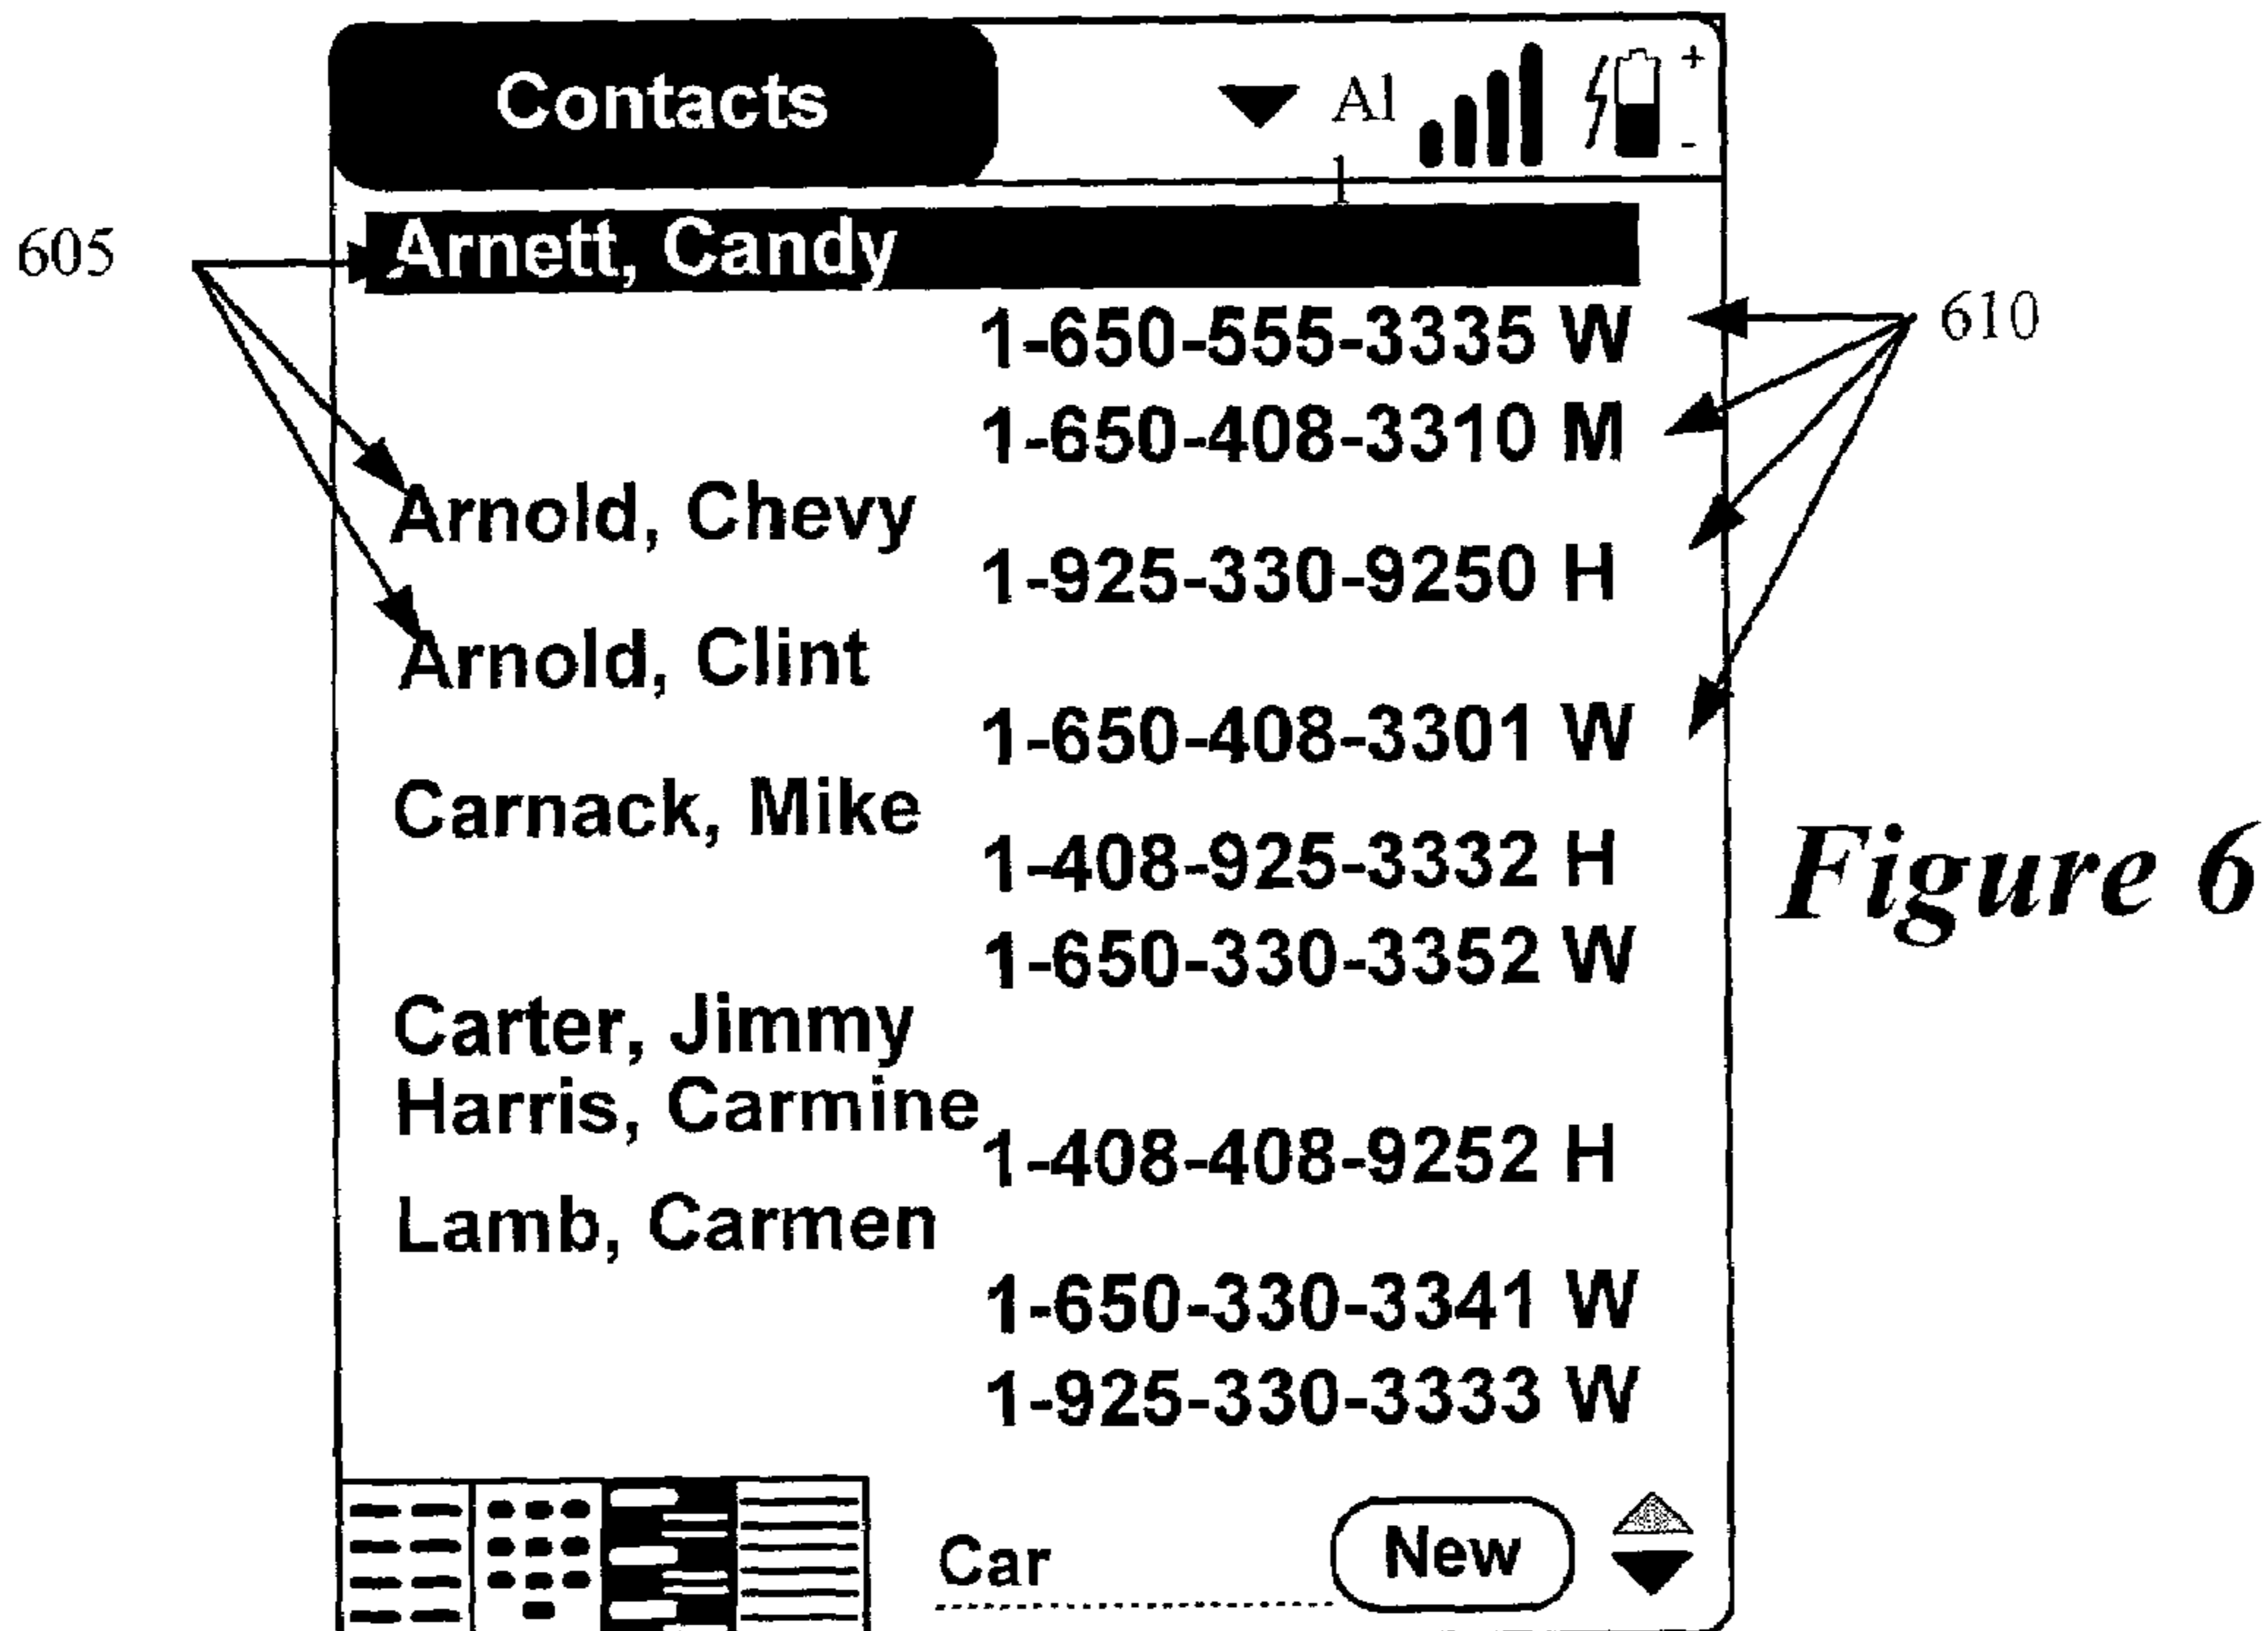 Contacts
Al
l
605
Arnett, Candy
1-650-555-3335 W
610
1-650-408-3310 M
Arnold, Chevy
1-925-330-9250 H
Arnold, Clint
1-650-408-3301 W
Carnack, Mike
1-408-925-3332 H
Figure 6
1-650-330-3352 W
Carter, Jimmy
Harris, Carmine
1-408-408-9252 H
Lamb, Carmen
1-650-330-3341 W
1-925-330-3333 W
Car
New